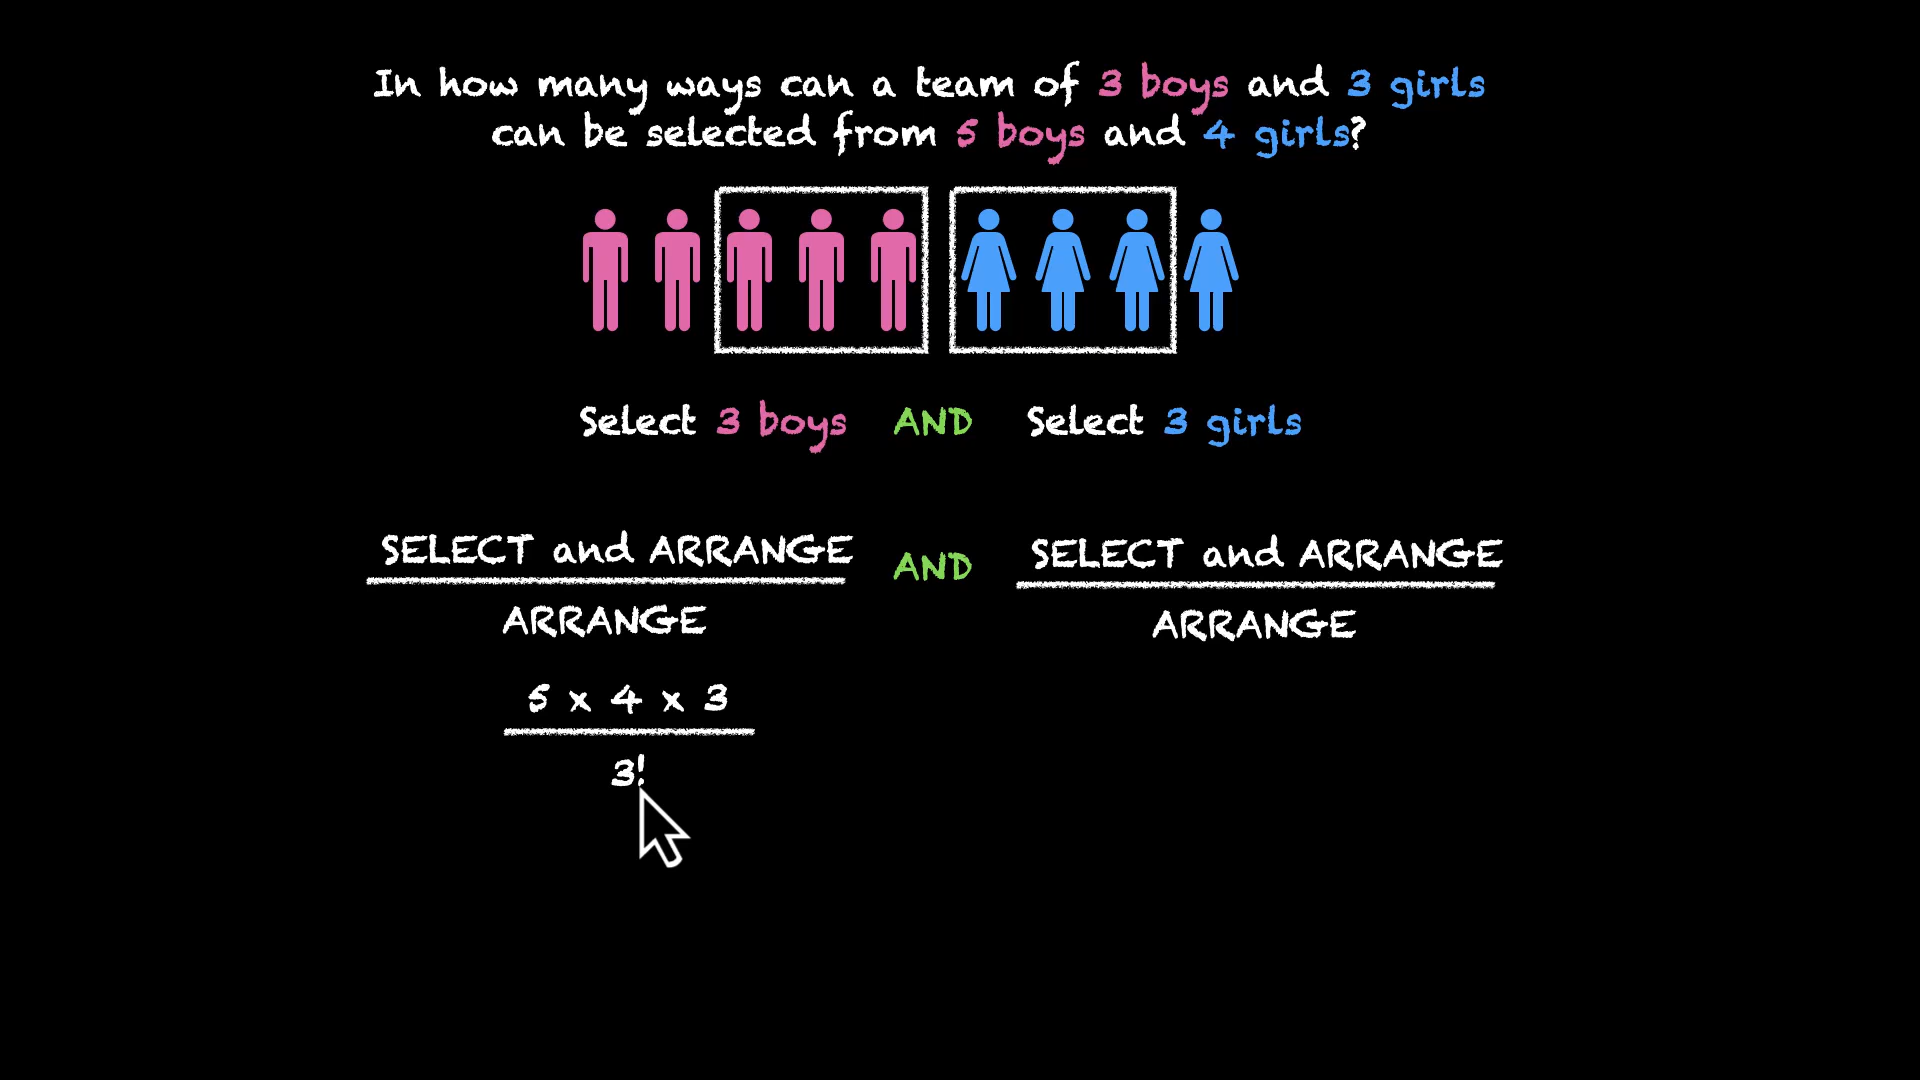 In how many ways can a team of 3 boys and 3 girls
can be selected from 5 boys and 4 girls?
Select 3 boys AND Select 3 girls
SELECT and ARRANGE AND SELECT and ARRANGE
ARRANGE ARRANGE
5 x 4 x 3
3!